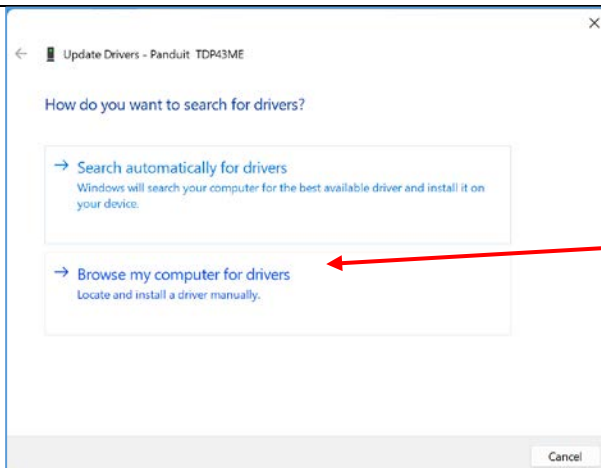 Update Drivers - Panduit TDP43ME
How do you want to search for drivers?
Search automatically for drivers
Windows will search your computer for the best available driver and install it on
your device.
Browse my computer for drivers
Locate and install a driver manually.
Cancel